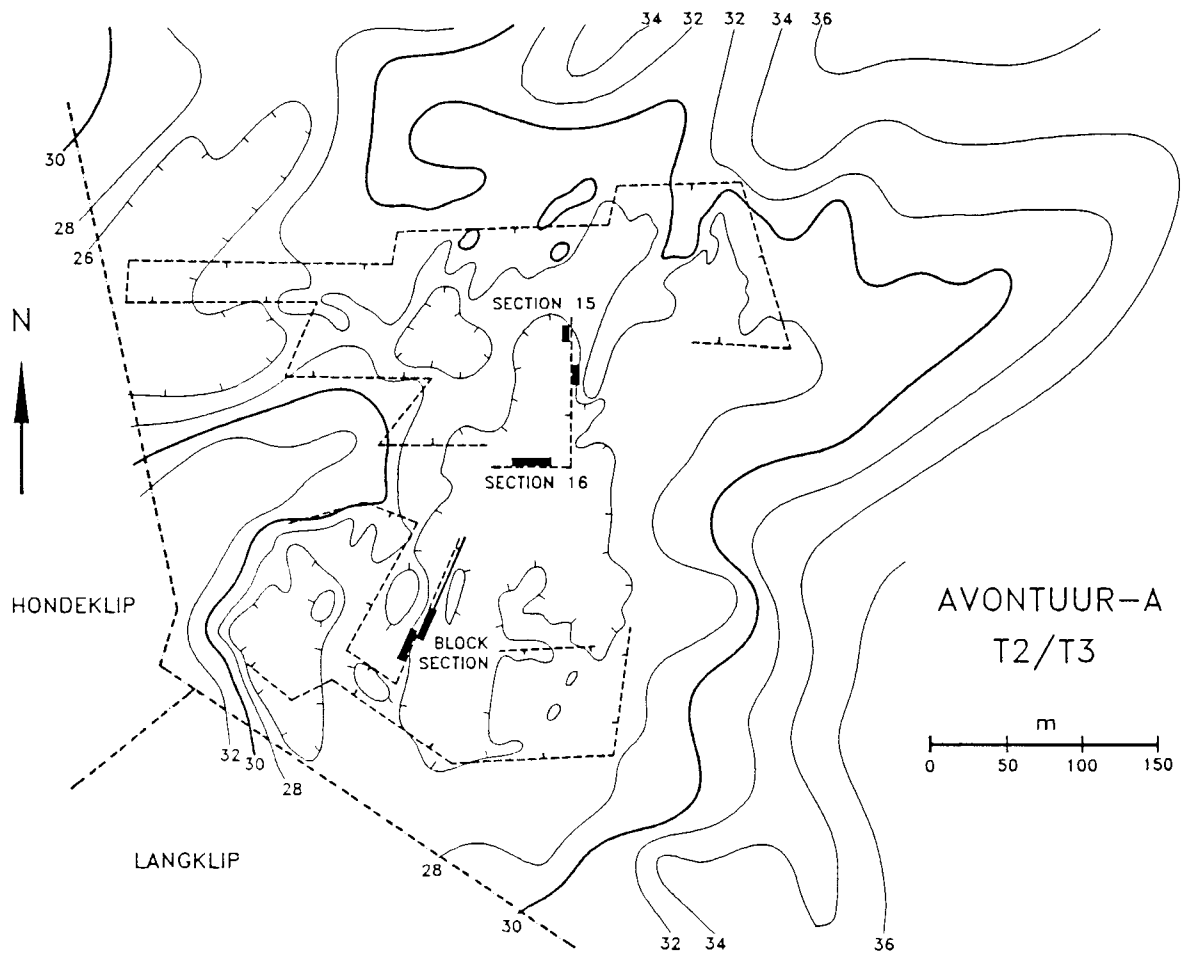 34 32 32 34 36
30
28
26
N
SECTION 15
SECTION 16
HONDEKLIP
AVONTUUR-A
T2/T3
BLOCK
SECTION
m
0 50 100 150
32
30
28
LANGKLIP
28
30
32 34 36